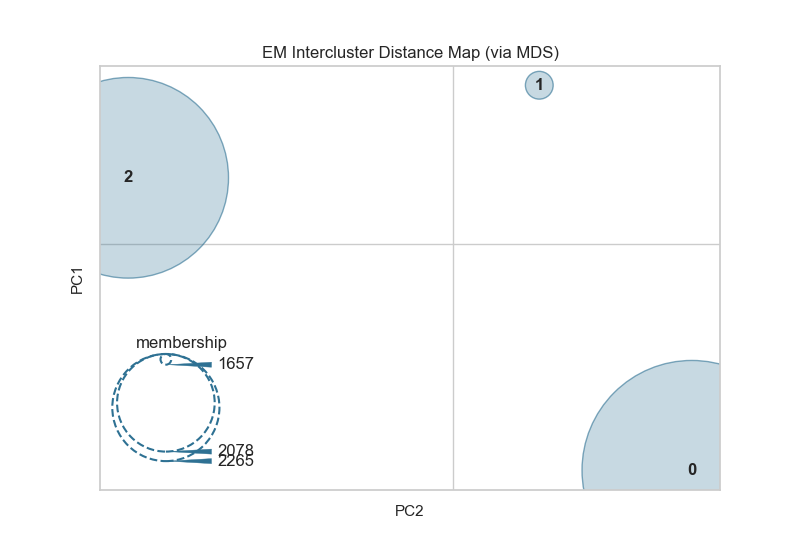 EM Intercluster Distance Map (via MDS)
1
2
PC1
membership
1657
2078
2265
0
PC2